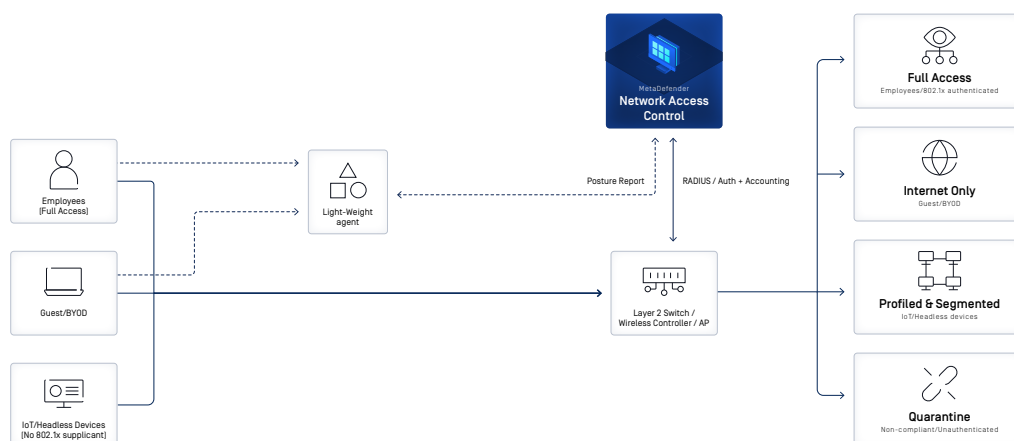 MetaDefender
Network Access
Control
Full Access
Employees/802.1x authenticated
Employees
(Full Access)
Light-Weight
agent
Posture Report
RADIUS / Auth + Accounting
Internet Only
Guest/BYOD
Guest/BYOD
Layer 2 Switch /
Wireless Controller / AP
Profiled & Segmented
IoT/Headless devices
IoT/Headless Devices
(No 802.1x supplicant)
Quarantine
Non-compliant/Unauthenticated